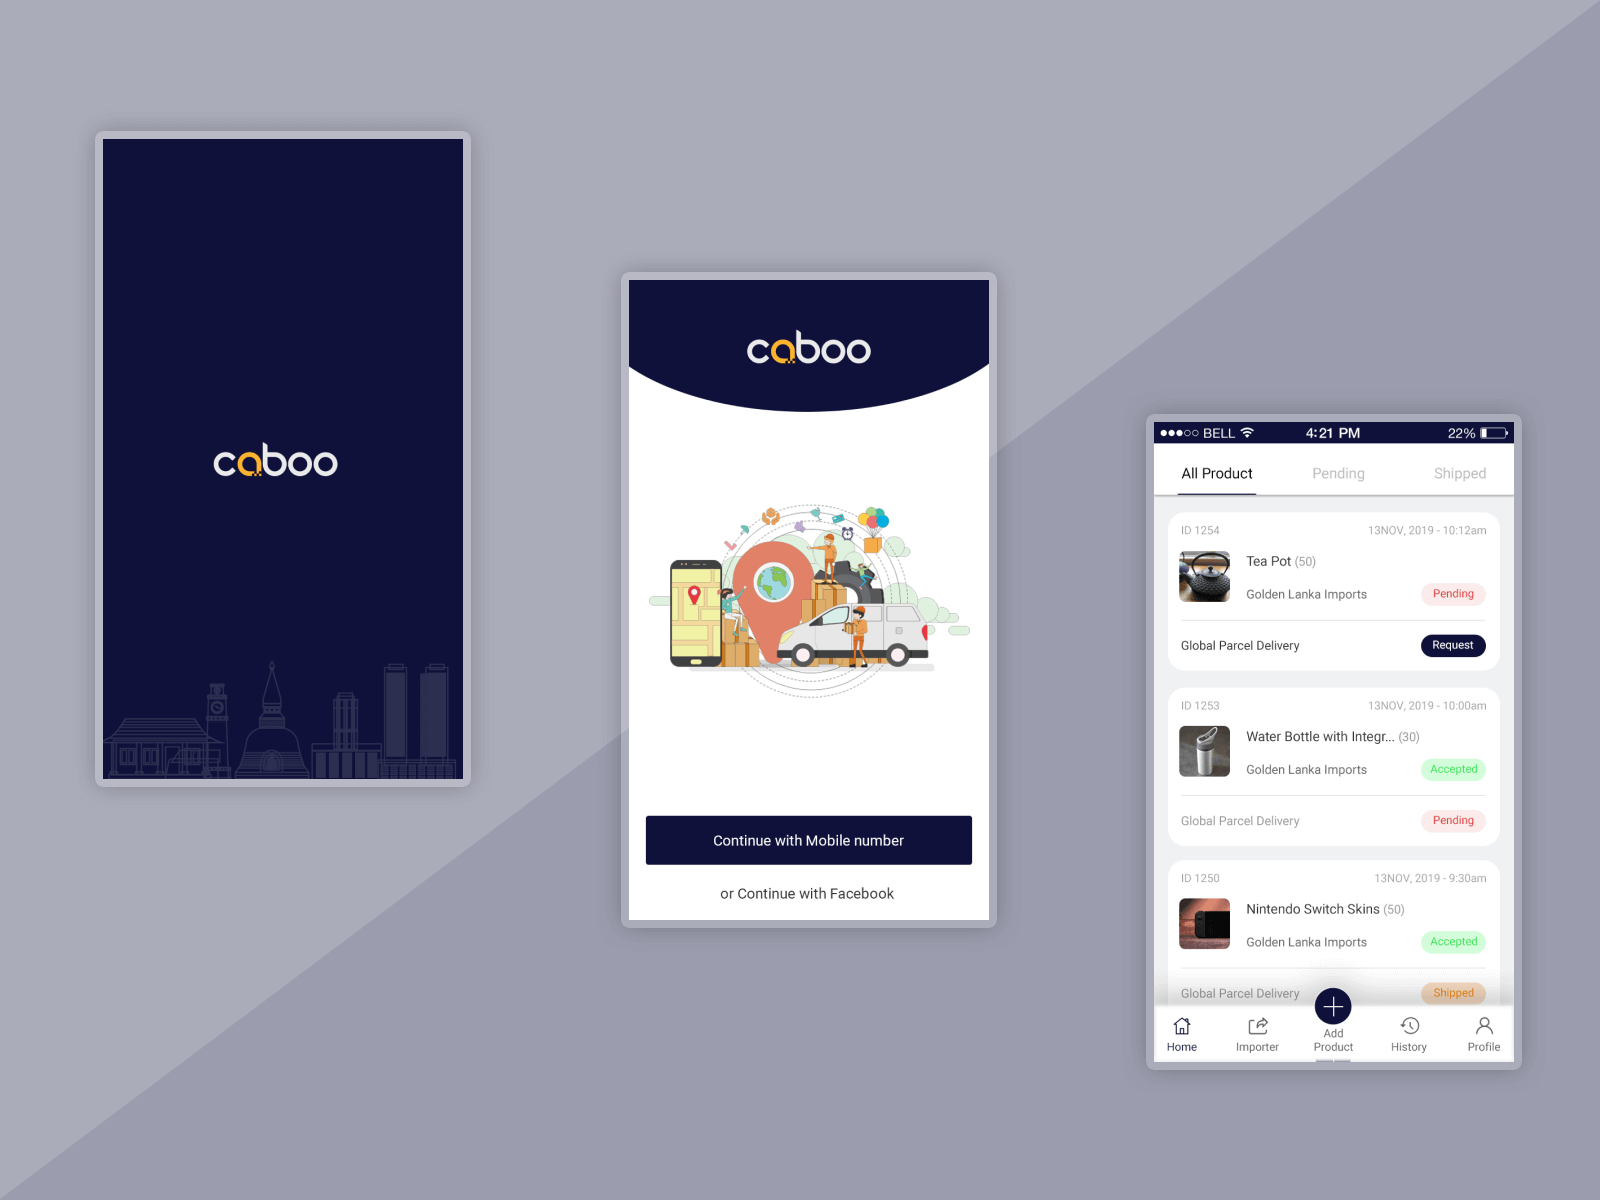 caboo
caboo
Continue with Mobile number
or Continue with Facebook
BELL 4:21 PM 22%
All Product Pending Shipped
ID 1254 13NOV, 2019 - 10:12am
Tea Pot (50)
Golden Lanka Imports Pending
Global Parcel Delivery Request
ID 1253 13NOV, 2019 - 10:00am
Water Bottle with Integr... (30)
Golden Lanka Imports Accepted
Global Parcel Delivery Pending
ID 1250 13NOV, 2019 - 9:30am
Nintendo Switch Skins (50)
Golden Lanka Imports Accepted
Global Parcel Delivery Shipped
Home Importer Add Product History Profile